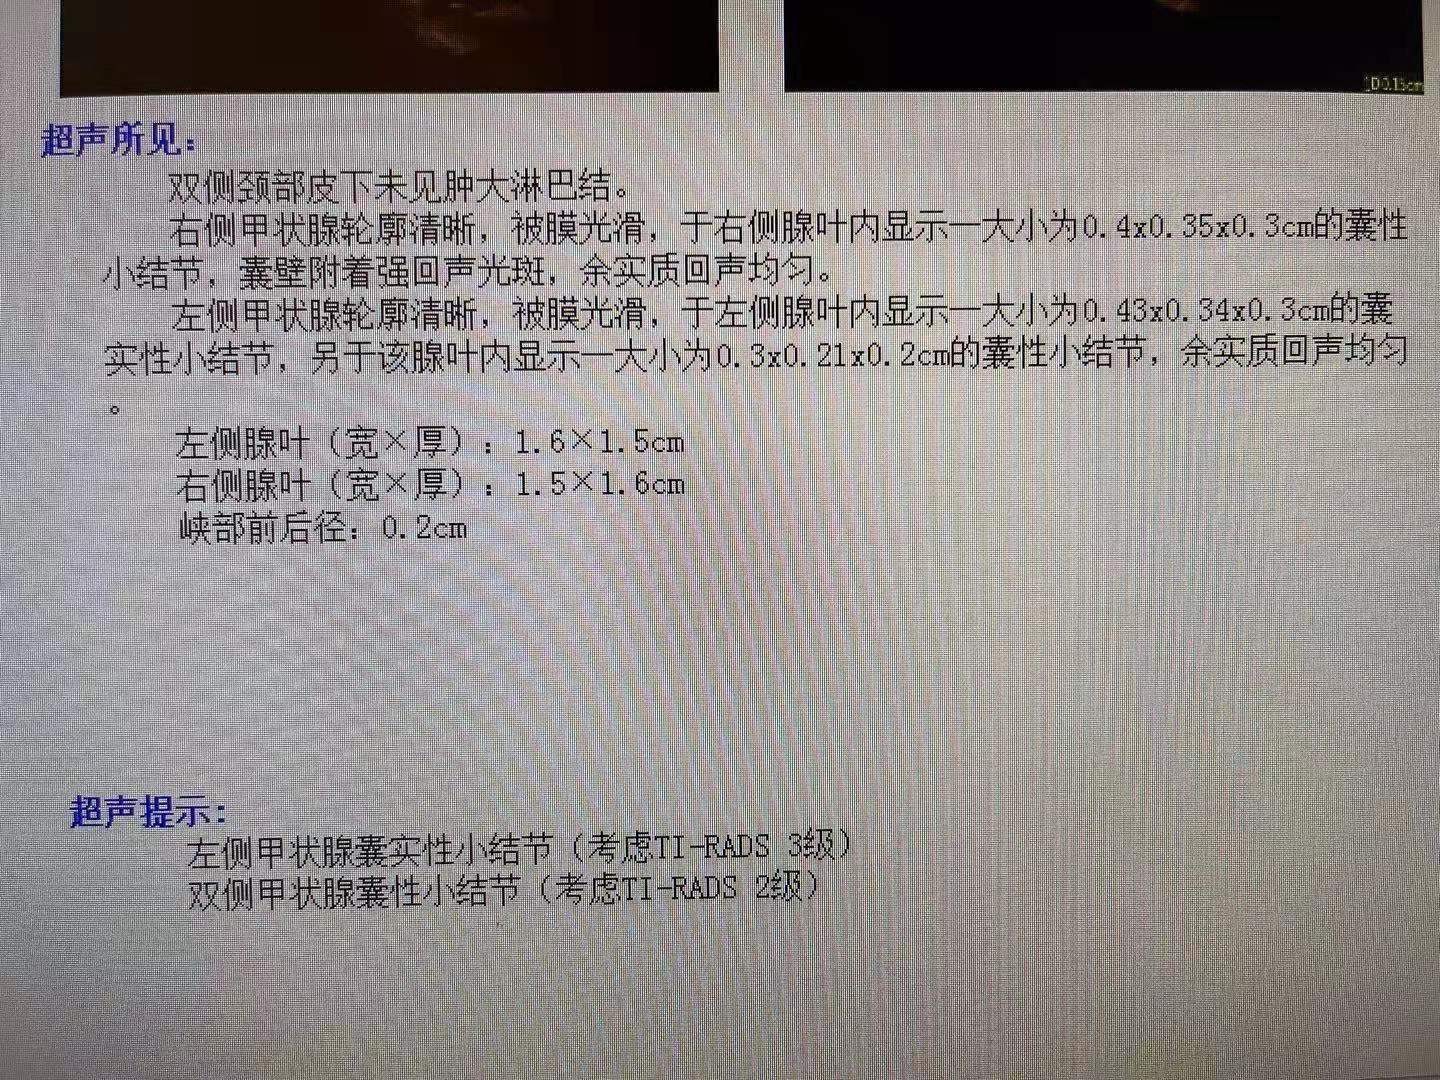 1D0.15cm
超声所见：
双侧颈部皮下未见肿大淋巴结。
右侧甲状腺轮廓清晰，被膜光滑，于右侧腺叶内显示一大小为0.4x0.35x0.3cm的囊性
小结节，囊壁附着强回声光斑，余实质回声均匀。
左侧甲状腺轮廓清晰，被膜光滑，于左侧腺叶内显示一大小为0.43x0.34x0.3cm的囊
实性小结节，另于该腺叶内显示一大小为0.3x0.21x0.2cm的囊性小结节，余实质回声均匀
。
左侧腺叶（宽×厚）：1.6×1.5cm
右侧腺叶（宽×厚）：1.5×1.6cm
峡部前后径：0.2cm
超声提示：
左侧甲状腺囊实性小结节（考虑TI-RADS 3级）
双侧甲状腺囊性小结节（考虑TI-RADS 2级）